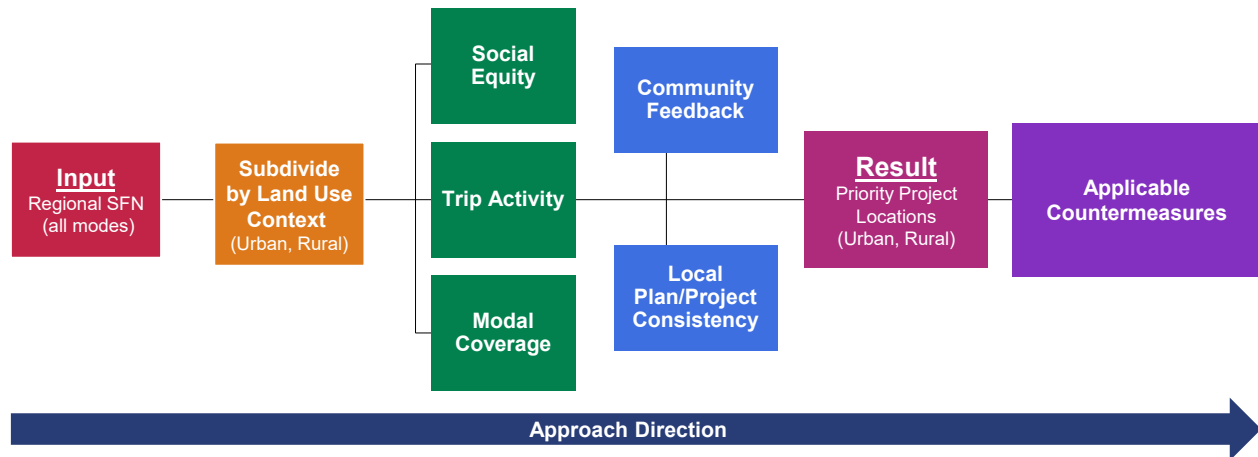 Input
Regional SFN
(all modes)
Subdivide
by Land Use
Context
(Urban, Rural)
Social
Equity
Trip Activity
Modal
Coverage
Community
Feedback
Local
Plan/Project
Consistency
Result
Priority Project
Locations
(Urban, Rural)
Applicable
Countermeasures
Approach Direction